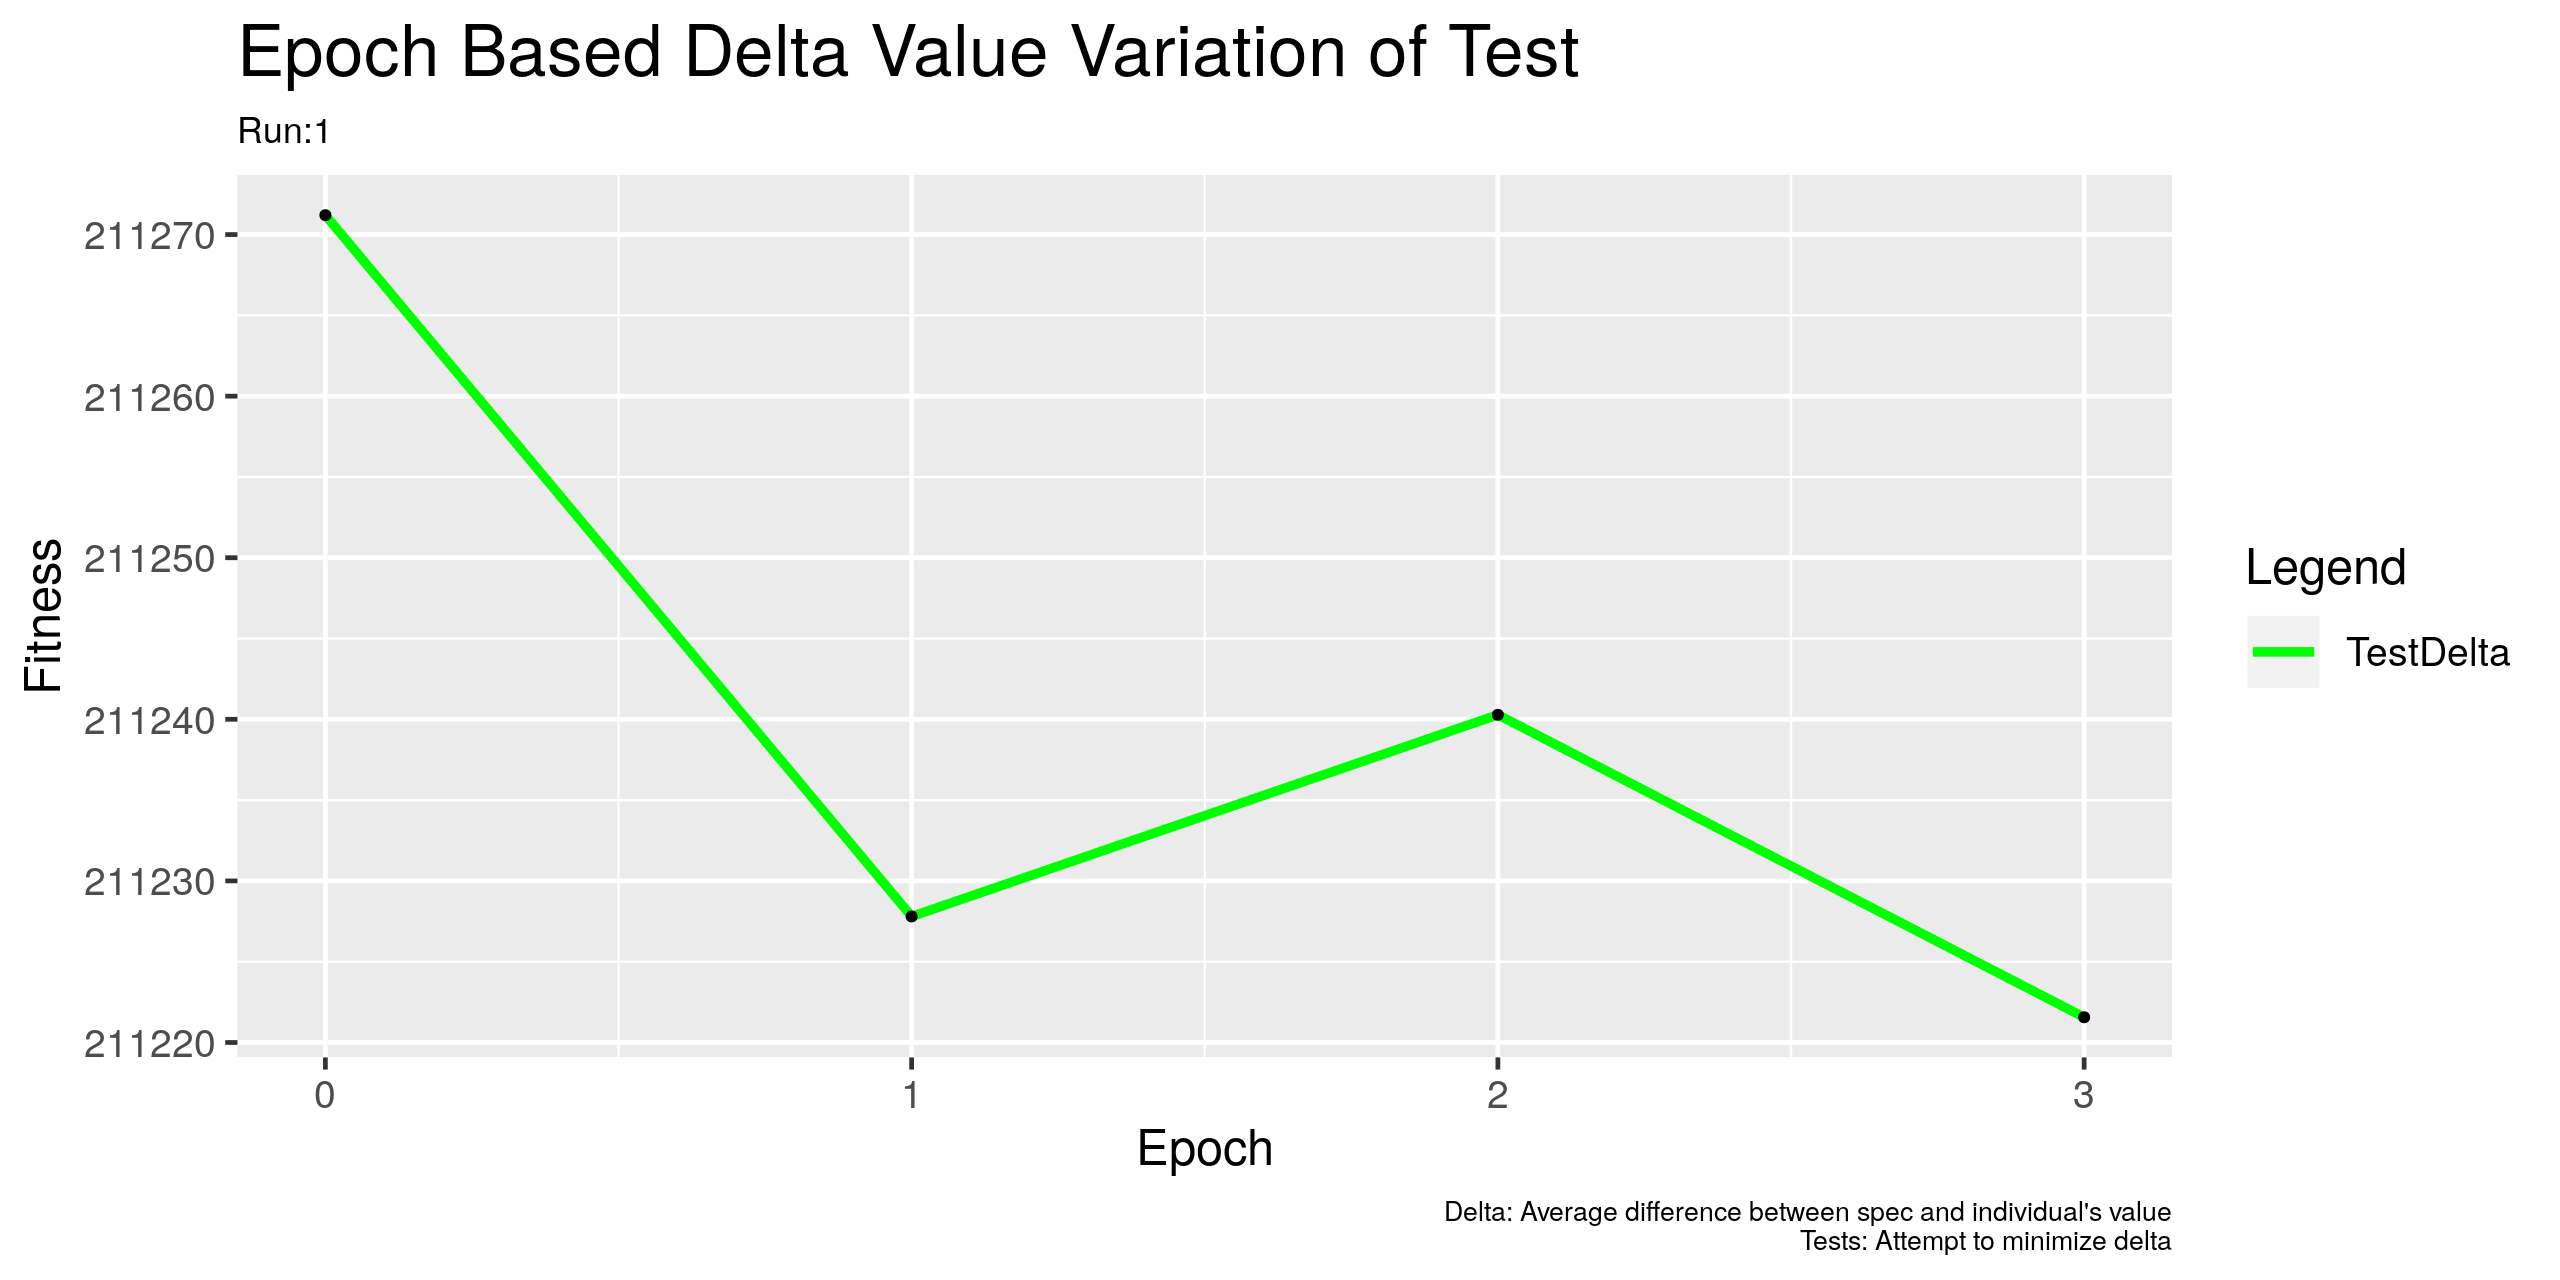 Epoch Based Delta Value Variation of Test
Run:1
Fitness
211270
211260
211250
211240
211230
211220
0 1 2 3
Epoch
Legend
TestDelta
Delta: Average difference between spec and individual's value
Tests: Attempt to minimize delta